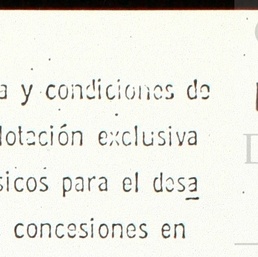 a y condiciones de
lotación exclusiva
sicos para el desa
concesiones en